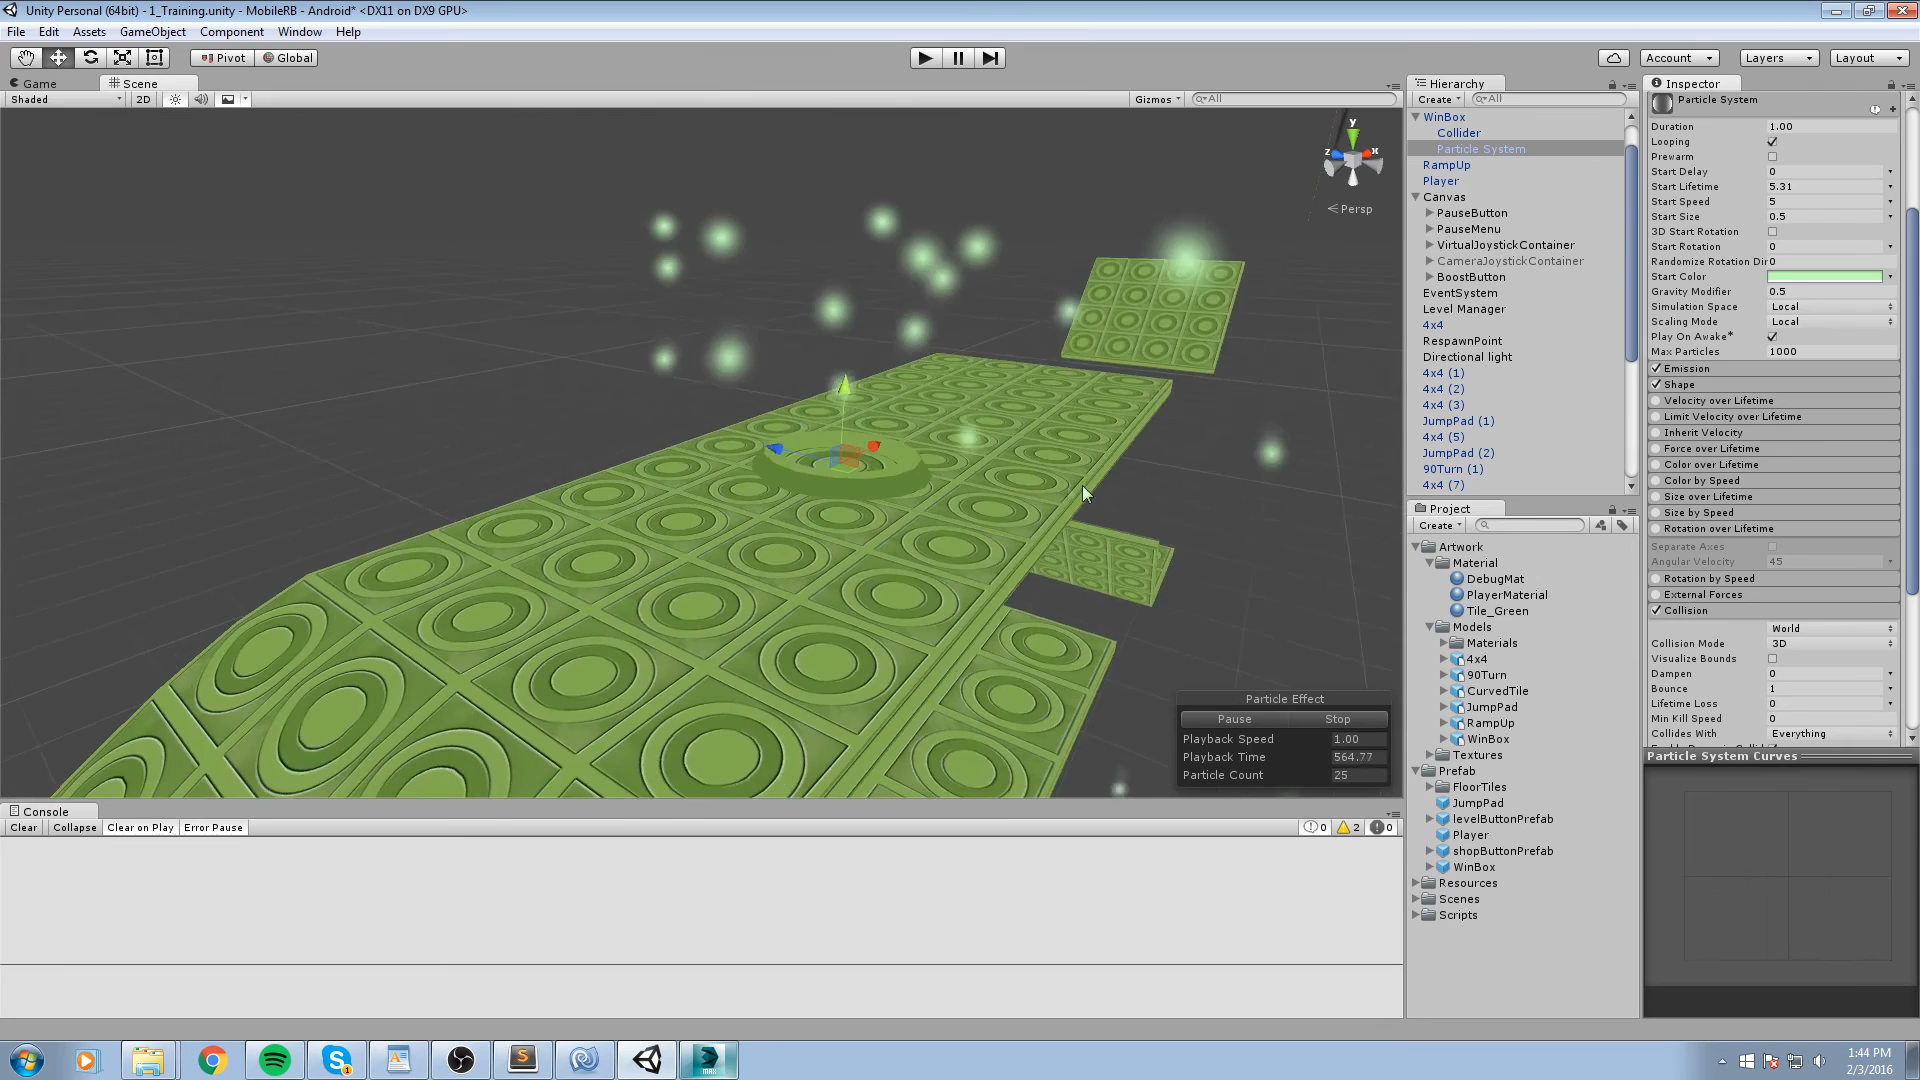 Unity Personal (64bit) - 1_Training.unity - MobileRB - Android* <DX11 on DX9 GPU>
File Edit Assets GameObject Component Window Help
Pivot Global Account Layers Layout
Game Scene
Shaded 2D Gizmos All
y
z x
Persp
Particle Effect
Pause Stop
Playback Speed 1.00
Playback Time 564.77
Particle Count 25
Console
Clear Collapse Clear on Play Error Pause 0 2 0
Hierarchy
Create All
WinBox
Collider
Particle System
RampUp
Player
Canvas
PauseButton
PauseMenu
VirtualJoystickContainer
CameraJoystickContainer
BoostButton
EventSystem
Level Manager
4x4
RespawnPoint
Directional light
4x4 (1)
4x4 (2)
4x4 (3)
JumpPad (1)
4x4 (5)
JumpPad (2)
90Turn (1)
4x4 (7)
Project
Create
Artwork
Material
DebugMat
PlayerMaterial
Tile_Green
Models
Materials
4x4
90Turn
CurvedTile
JumpPad
RampUp
WinBox
Textures
Prefab
FloorTiles
JumpPad
levelButtonPrefab
Player
shopButtonPrefab
WinBox
Resources
Scenes
Scripts
Inspector
Particle System
Duration 1.00
Looping
Prewarm
Start Delay 0
Start Lifetime 5.31
Start Speed 5
Start Size 0.5
3D Start Rotation
Start Rotation 0
Randomize Rotation Dir 0
Start Color
Gravity Modifier 0.5
Simulation Space Local
Scaling Mode Local
Play On Awake*
Max Particles 1000
Emission
Shape
Velocity over Lifetime
Limit Velocity over Lifetime
Inherit Velocity
Force over Lifetime
Color over Lifetime
Color by Speed
Size over Lifetime
Size by Speed
Rotation over Lifetime
Separate Axes
Angular Velocity 45
Rotation by Speed
External Forces
Collision
World
Collision Mode 3D
Visualize Bounds
Dampen 0
Bounce 1
Lifetime Loss 0
Min Kill Speed 0
Collides With Everything
Particle System Curves
S 1 S MAX
1:44 PM
2/3/2016